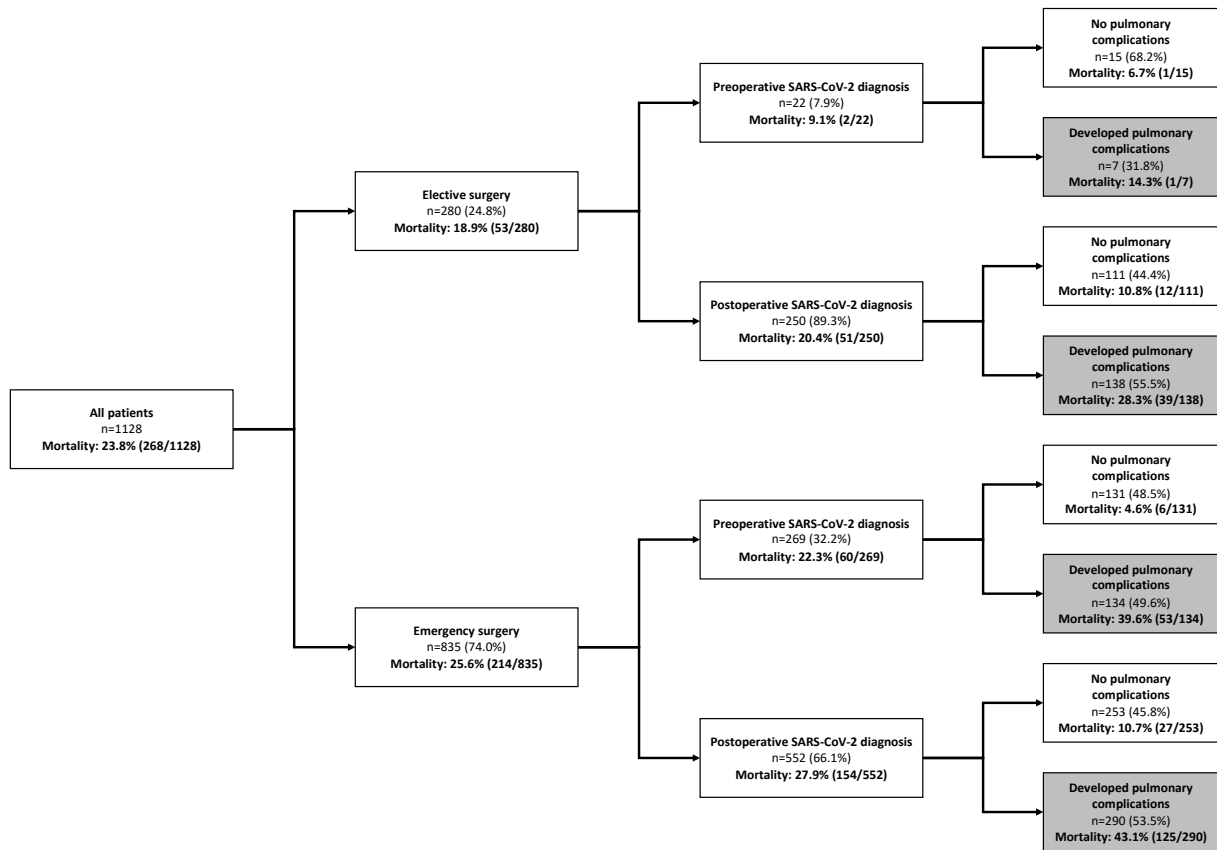 All patients
n=1128
Mortality: 23.8% (268/1128)
Elective surgery
n=280 (24.8%)
Mortality: 18.9% (53/280)
Emergency surgery
n=835 (74.0%)
Mortality: 25.6% (214/835)
Preoperative SARS-CoV-2 diagnosis
n=22 (7.9%)
Mortality: 9.1% (2/22)
Postoperative SARS-CoV-2 diagnosis
n=250 (89.3%)
Mortality: 20.4% (51/250)
Preoperative SARS-CoV-2 diagnosis
n=269 (32.2%)
Mortality: 22.3% (60/269)
Postoperative SARS-CoV-2 diagnosis
n=552 (66.1%)
Mortality: 27.9% (154/552)
No pulmonary
complications
n=15 (68.2%)
Mortality: 6.7% (1/15)
Developed pulmonary
complications
n=7 (31.8%)
Mortality: 14.3% (1/7)
No pulmonary
complications
n=111 (44.4%)
Mortality: 10.8% (12/111)
Developed pulmonary
complications
n=138 (55.5%)
Mortality: 28.3% (39/138)
No pulmonary
complications
n=131 (48.5%)
Mortality: 4.6% (6/131)
Developed pulmonary
complications
n=134 (49.6%)
Mortality: 39.6% (53/134)
No pulmonary
complications
n=253 (45.8%)
Mortality: 10.7% (27/253)
Developed pulmonary
complications
n=290 (53.5%)
Mortality: 43.1% (125/290)